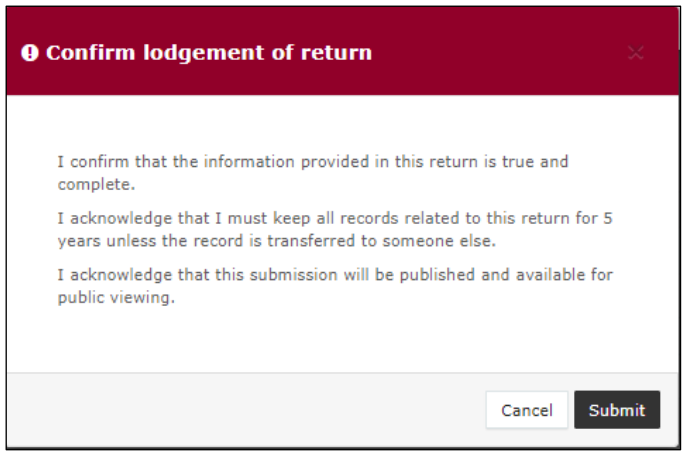 Confirm lodgement of return
I confirm that the information provided in this return is true and
complete.
I acknowledge that I must keep all records related to this return for 5
years unless the record is transferred to someone else.
I acknowledge that this submission will be published and available for
public viewing.
Cancel Submit